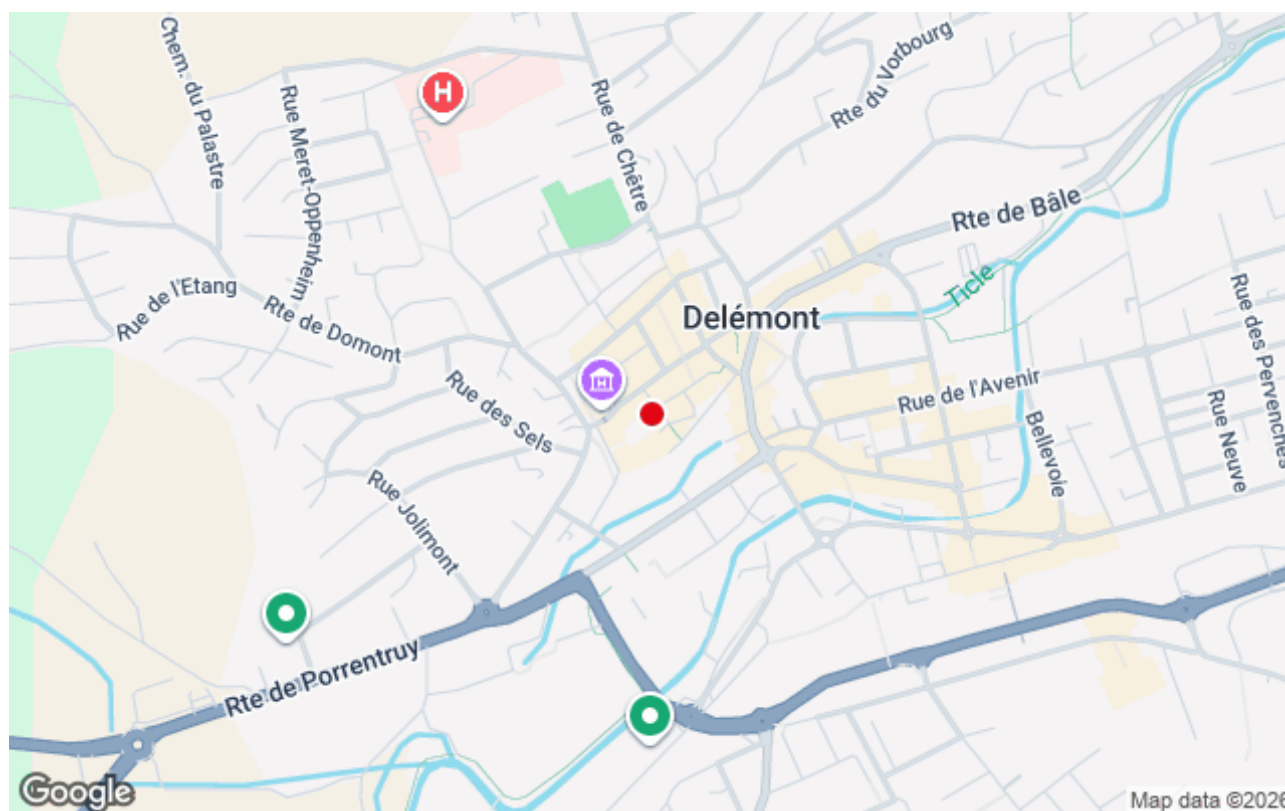 Chem. du Palastre
Rue Meret-Oppenheim
H
Rue de Chêtre
Rte du Vorbourg
Rte de Bâle
Ticle
Rue de l'Etang
Rte de Domont
Delémont
Rue des Pervenches
Rue de l'Avenir
Rue des Sels
Bellevoie
Rue Neuve
Rue Jolimont
Rte de Porrentruy
Google
Map data ©2026